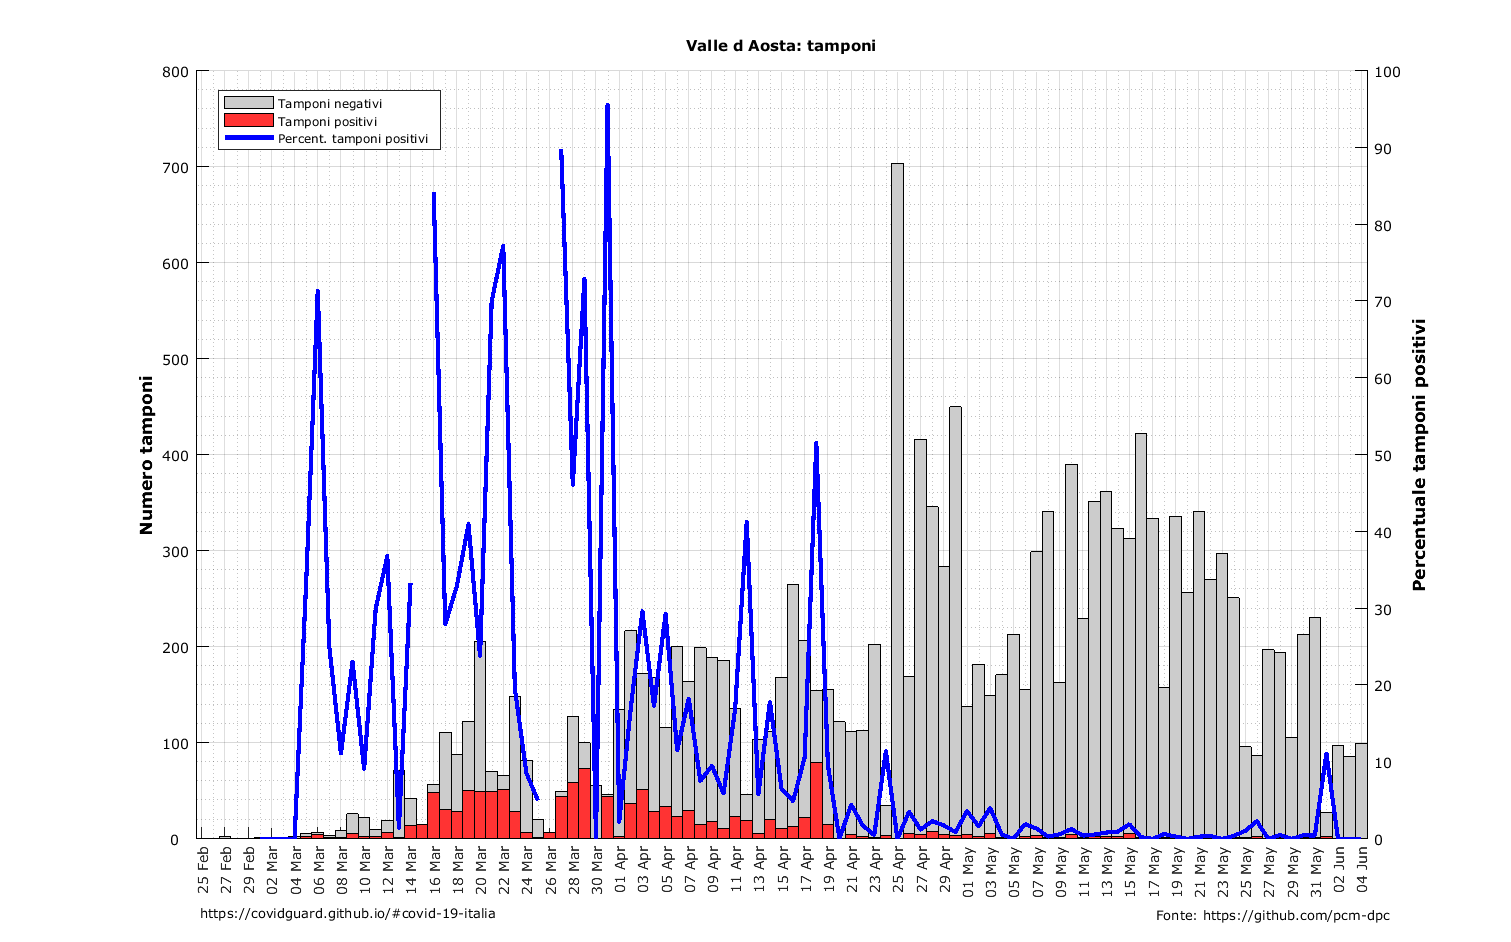 Valle d Aosta: tamponi
Tamponi negativi
Tamponi positivi
Percent. tamponi positivi
Numero tamponi
800
700
600
500
400
300
200
100
0
Percentuale tamponi positivi
100
90
80
70
60
50
40
30
20
10
0
25 Feb
27 Feb
29 Feb
02 Mar
04 Mar
06 Mar
08 Mar
10 Mar
12 Mar
14 Mar
16 Mar
18 Mar
20 Mar
22 Mar
24 Mar
26 Mar
28 Mar
30 Mar
01 Apr
03 Apr
05 Apr
07 Apr
09 Apr
11 Apr
13 Apr
15 Apr
17 Apr
19 Apr
21 Apr
23 Apr
25 Apr
27 Apr
29 Apr
01 May
03 May
05 May
07 May
09 May
11 May
13 May
15 May
17 May
19 May
21 May
23 May
25 May
27 May
29 May
31 May
02 Jun
04 Jun
https://covidguard.github.io/#covid-19-italia
Fonte: https://github.com/pcm-dpc